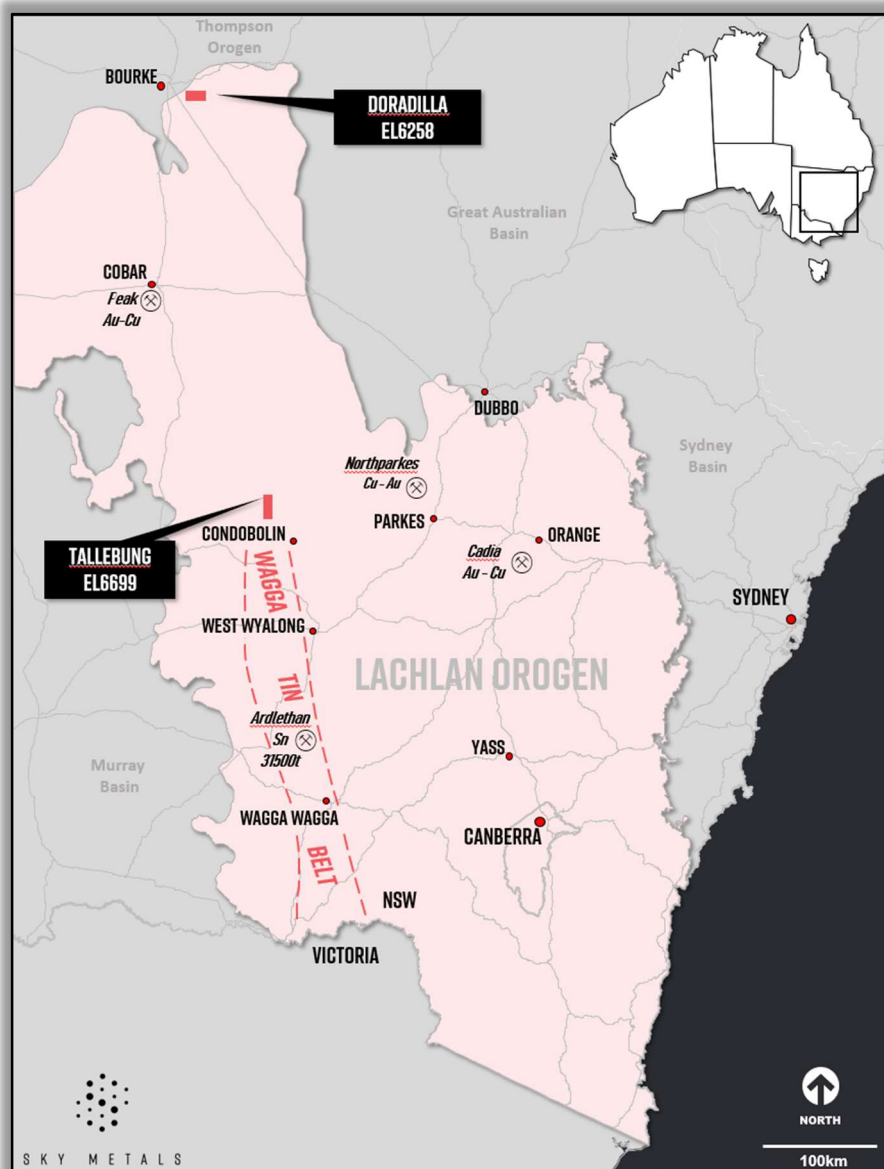 Thompson
Orogen
BOURKE
DORADILLA
EL6258
Great Australian
Basin
COBAR
Feak
Au-Cu
DUBBO
Sydney
Basin
Northparkes
Cu - Au
PARKES
CONDOBOLIN
TALLEBUNG
EL6699
ORANGE
Cadia
Au - Cu
SYDNEY
WAGGA
WEST WYALONG
LACHLAN OROGEN
TIN
Ardlethan
Sn
31500t
YASS
Murray
Basin
WAGGA WAGGA
CANBERRA
BELT
NSW
VICTORIA
NORTH
SKY METALS
100km